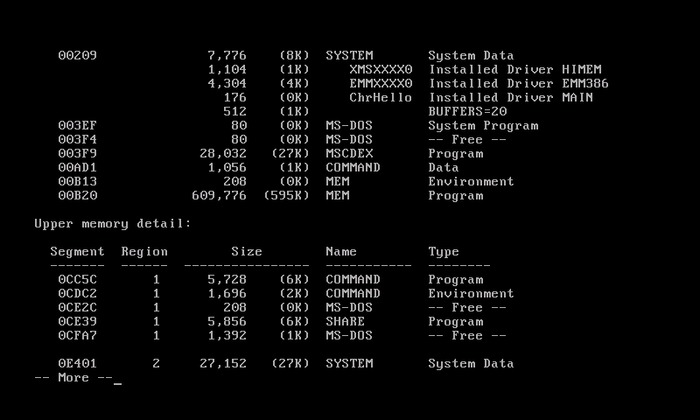 00209 7,776 (8K) SYSTEM System Data
1,104 (1K) XMSXXXX0 Installed Driver HIMEM
4,304 (4K) EMMXXXX0 Installed Driver EMM386
176 (0K) ChrHello Installed Driver MAIN
512 (1K) BUFFERS=20
003EF 80 (0K) MS-DOS System Program
003F4 80 (0K) MS-DOS -- Free --
003F9 28,032 (27K) MSCDEX Program
00AD1 1,056 (1K) COMMAND Data
00B13 208 (0K) MEM Environment
00B20 609,776 (595K) MEM Program
Upper memory detail:
Segment Region Size Name Type
------- ------ ---------------- ----------- --------
0CC5C 1 5,728 (6K) COMMAND Program
0CDC2 1 1,696 (2K) COMMAND Environment
0CE2C 1 208 (0K) MS-DOS -- Free --
0CE39 1 5,856 (6K) SHARE Program
0CFA7 1 1,392 (1K) MS-DOS -- Free --
0E401 2 27,152 (27K) SYSTEM System Data
-- More --_